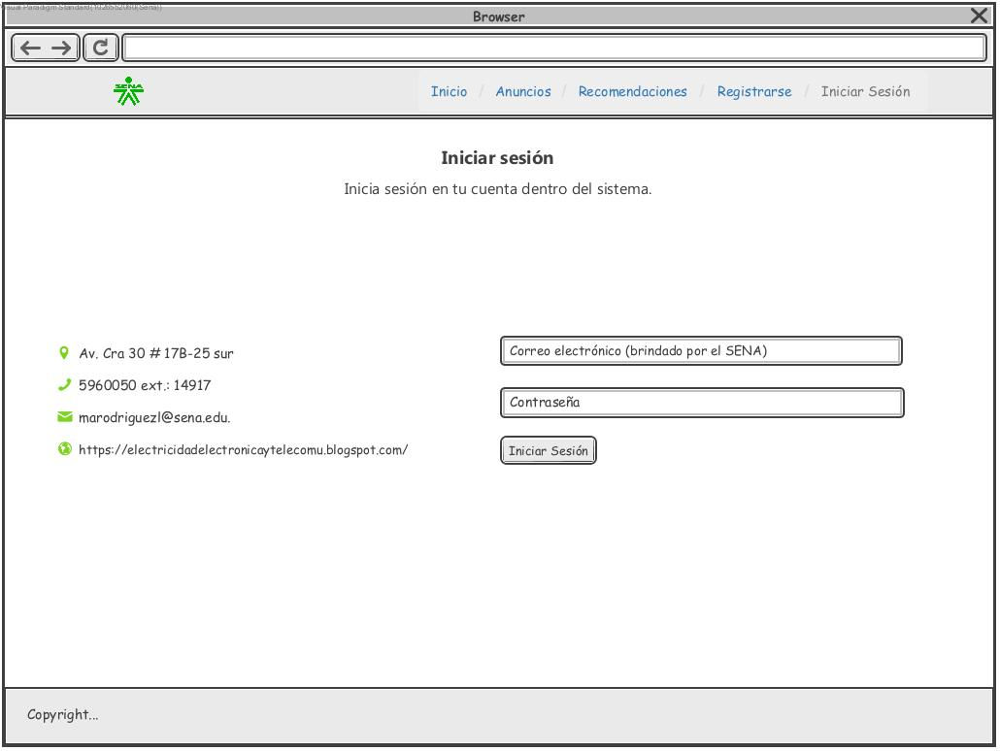 Visual Paradigm Standard(1026552060(Sena))
Browser
SENA
Inicio / Anuncios / Recomendaciones / Registrarse / Iniciar Sesión
Iniciar sesión
Inicia sesión en tu cuenta dentro del sistema.
Av. Cra 30 # 17B-25 sur
5960050 ext.: 14917
marodriguezl@sena.edu.
https://electricidadelectronicaytelecomu.blogspot.com/
Correo electrónico (brindado por el SENA)
Contraseña
Iniciar Sesión
Copyright...